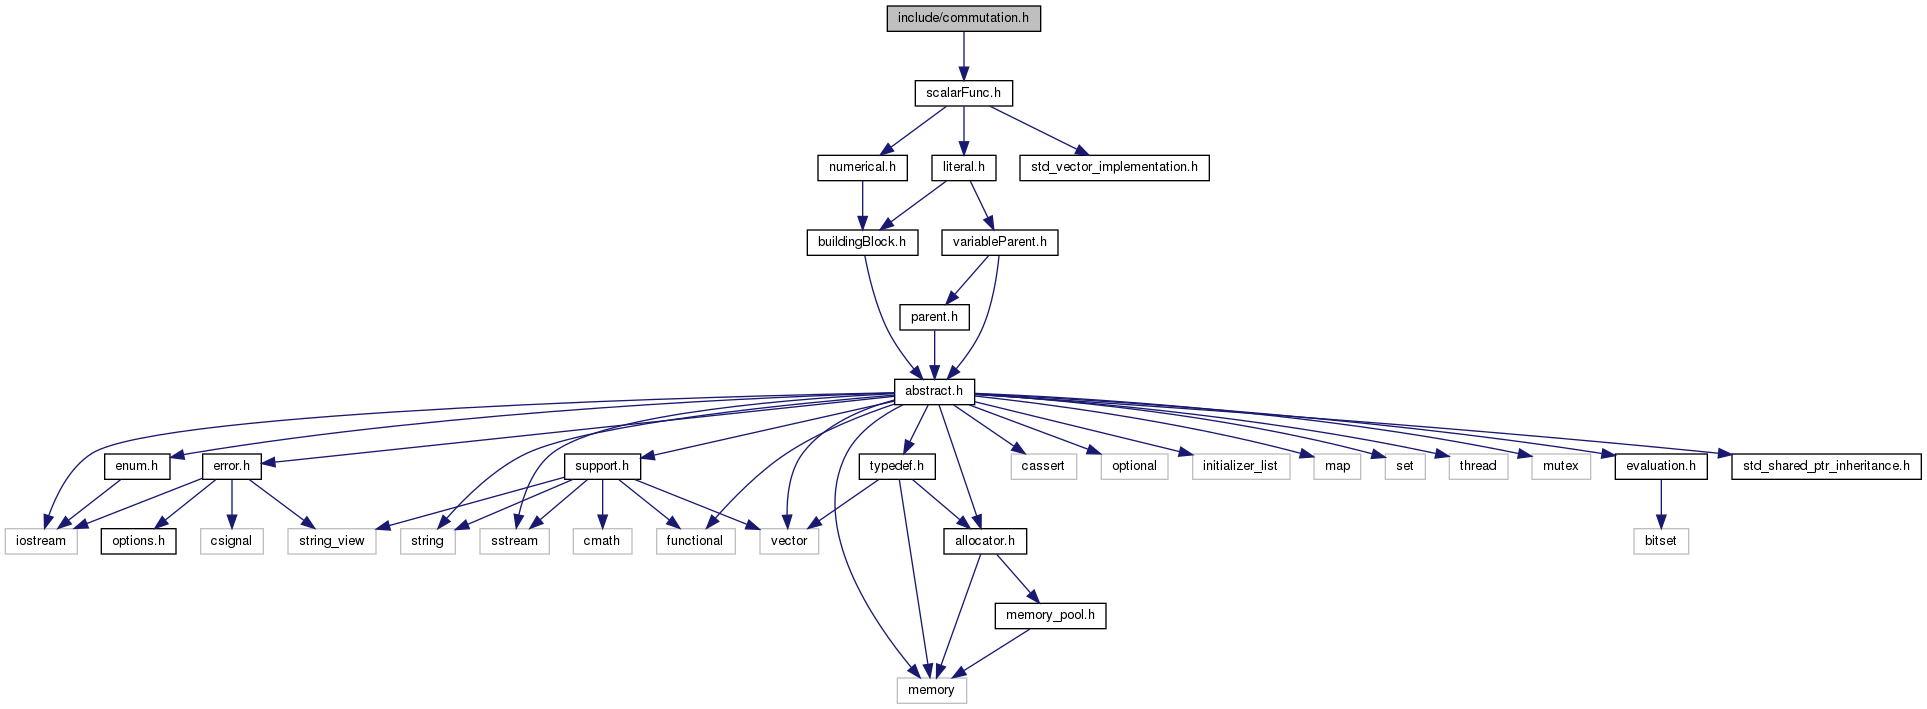 include/commutation.h
scalarFunc.h
numerical.h
literal.h
std_vector_implementation.h
buildingBlock.h
variableParent.h
parent.h
abstract.h
enum.h
error.h
support.h
typedef.h
cassert
optional
initializer_list
map
set
thread
mutex
evaluation.h
std_shared_ptr_inheritance.h
iostream
options.h
csignal
string_view
string
sstream
cmath
functional
vector
allocator.h
bitset
memory_pool.h
memory